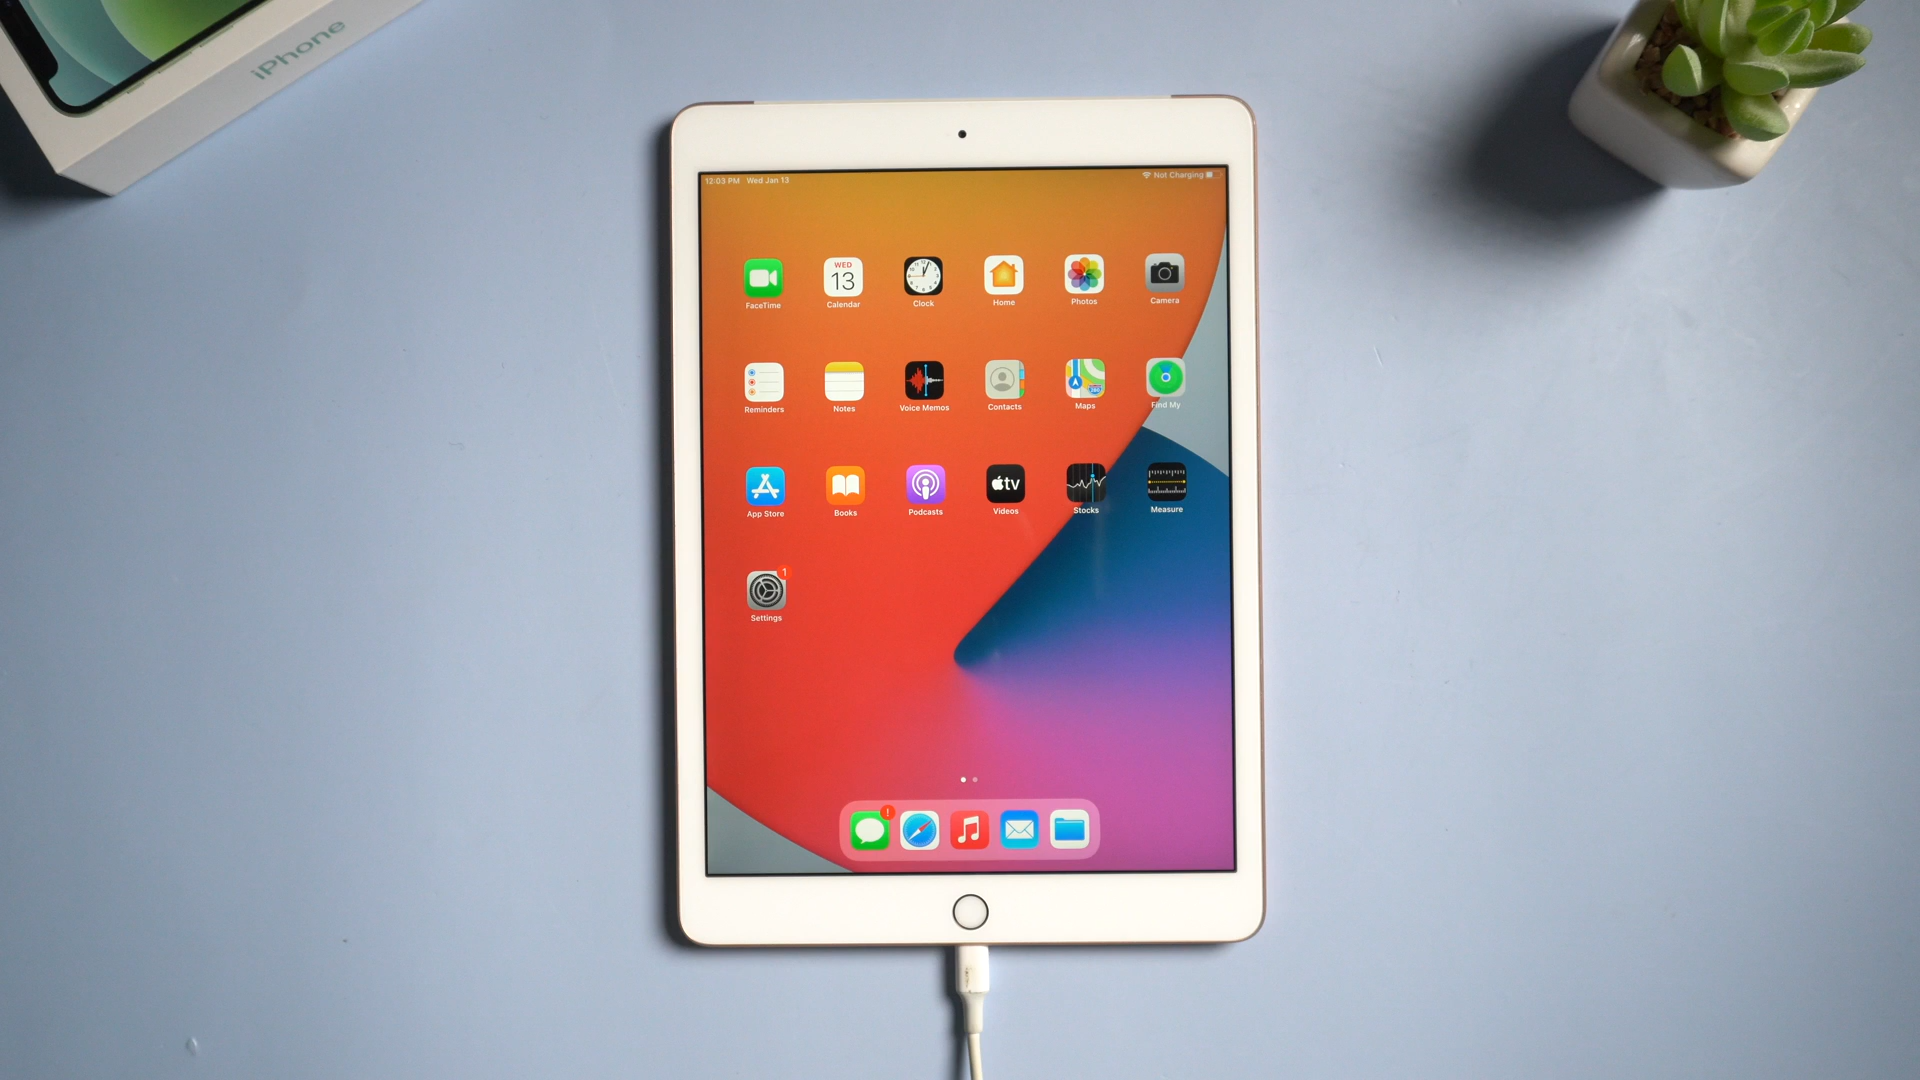 iPhone
12:03 PM Wed Jan 13
Not Charging
WED
13
FaceTime
Calendar
Clock
Home
Photos
Camera
Reminders
Notes
Voice Memos
Contacts
Maps
Find My
tv
App Store
Books
Podcasts
Videos
Stocks
Measure
1
Settings
!